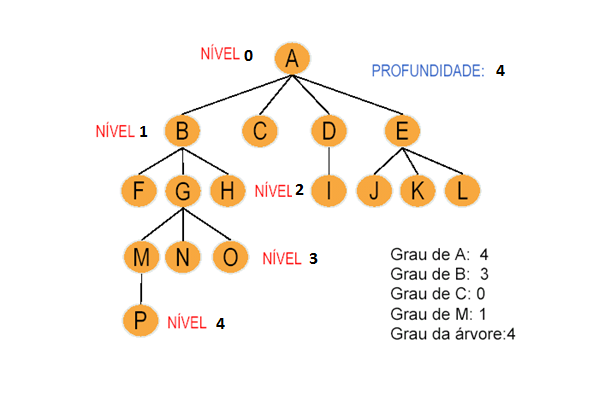 NÍVEL 0
A
PROFUNDIDADE: 4
NÍVEL 1
B C D E
F G H NÍVEL 2 I J K L
M N O NÍVEL 3
Grau de A: 4
Grau de B: 3
Grau de C: 0
Grau de M: 1
Grau da árvore:4
P NÍVEL 4